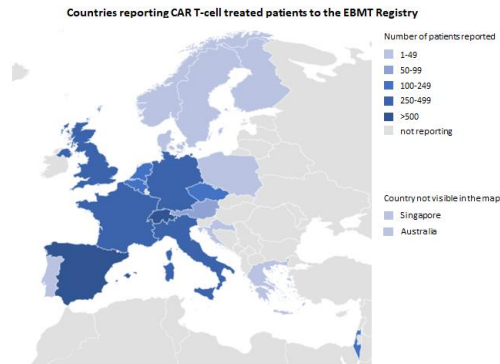 Countries reporting CAR T-cell treated patients to the EBMT Registry
Number of patients reported
1-49
50-99
100-249
250-499
>500
not reporting
Country not visible in the map
Singapore
Australia